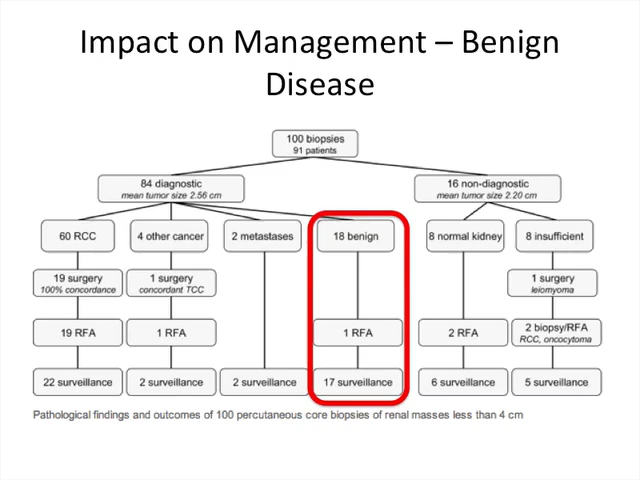 Impact on Management – Benign
Disease
100 biopsies
91 patients
84 diagnostic
mean tumor size 2.56 cm
16 non-diagnostic
mean tumor size 2.20 cm
60 RCC
4 other cancer
2 metastases
18 benign
8 normal kidney
8 insufficient
19 surgery
100% concordance
1 surgery
concordant TCC
1 surgery
leiomyoma
19 RFA
1 RFA
1 RFA
2 RFA
2 biopsy/RFA
RCC, oncocytoma
22 surveillance
2 surveillance
2 surveillance
17 surveillance
6 surveillance
5 surveillance
Pathological findings and outcomes of 100 percutaneous core biopsies of renal masses less than 4 cm